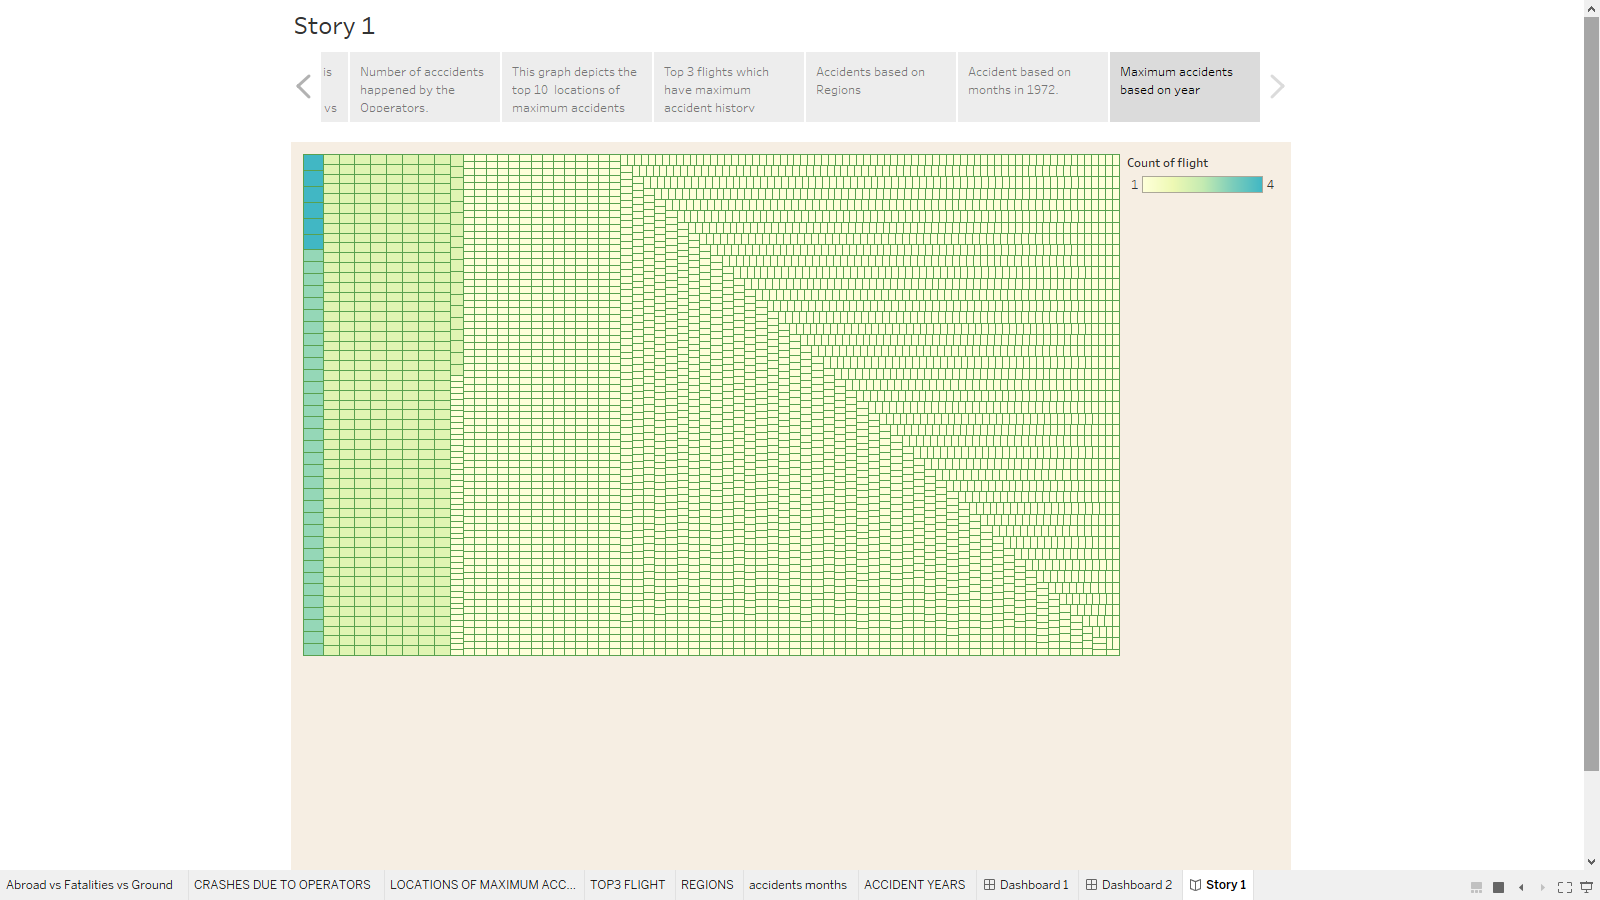 Story 1
is
vs
Number of acccidents
happened by the
Opperators.
This graph depicts the
top 10 locations of
maximum accidents
Top 3 flights which
have maximum
accident history
Accidents based on
Regions
Accident based on
months in 1972.
Maximum accidents
based on year
Count of flight
1 4
Abroad vs Fatalities vs Ground
CRASHES DUE TO OPERATORS
LOCATIONS OF MAXIMUM ACC...
TOP3 FLIGHT
REGIONS
accidents months
ACCIDENT YEARS
Dashboard 1
Dashboard 2
Story 1